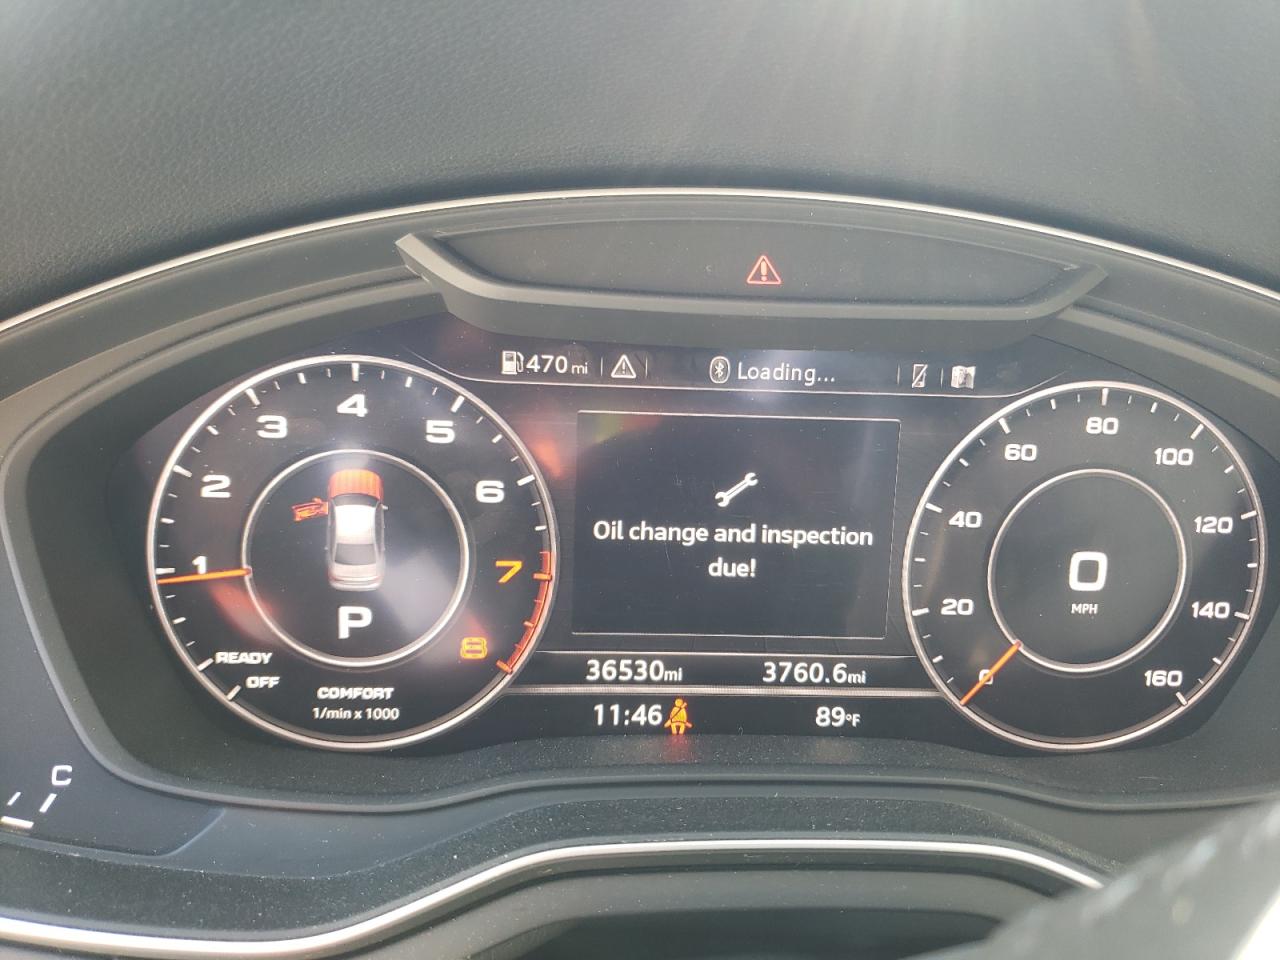 470 mi
Loading...
1
2
3
4
5
6
7
8
READY
OFF
P
COMFORT
1/min x 1000
Oil change and inspection
due!
36530mi
3760.6mi
11:46
89°F
0
20
40
60
80
100
120
140
160
0
MPH
C